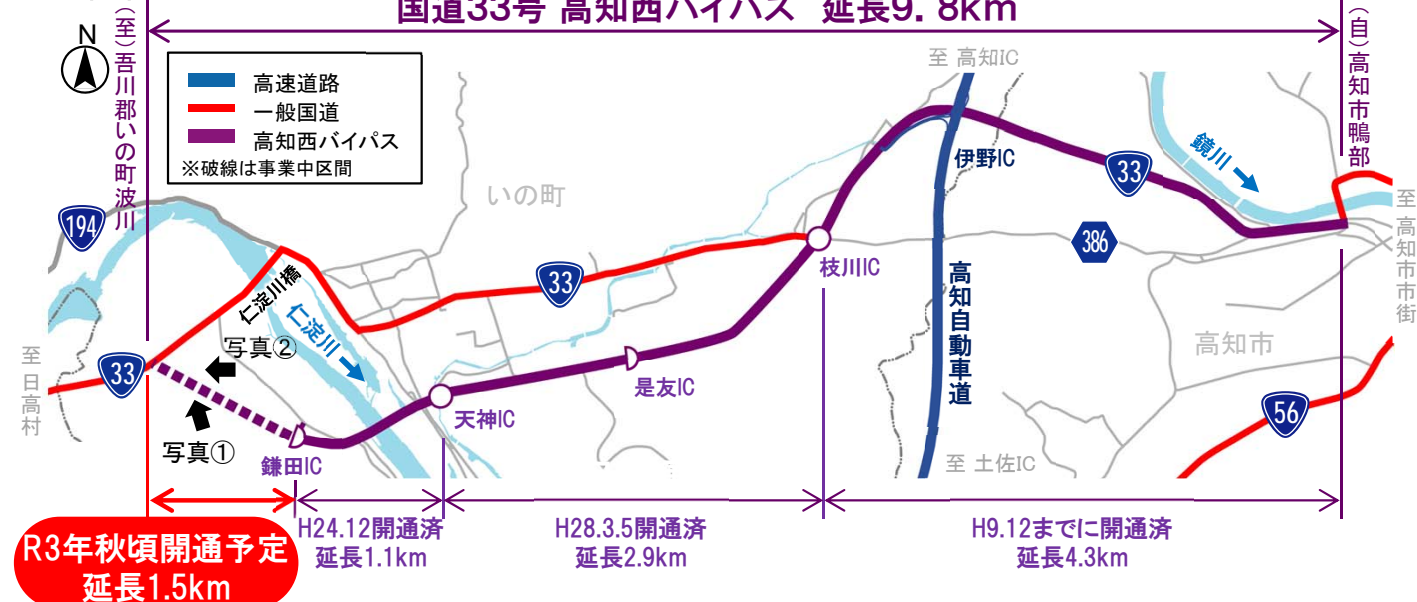 国道33号 高知西バイパス 延長9.8km
(至)吾川郡いの町波川
(自)高知市鴨部
N
高速道路
一般国道
高知西バイパス
※破線は事業中区間
至 高知IC
伊野IC
33
鏡川
194
いの町
386
至 高知市市街
仁淀川橋
仁淀川
33
枝川IC
高知自動車道
高知市
至 日高村
33
写真②
是友IC
天神IC
56
写真①
鎌田IC
至 土佐IC
R3年秋頃開通予定
延長1.5km
H24.12開通済
延長1.1km
H28.3.5開通済
延長2.9km
H9.12までに開通済
延長4.3km